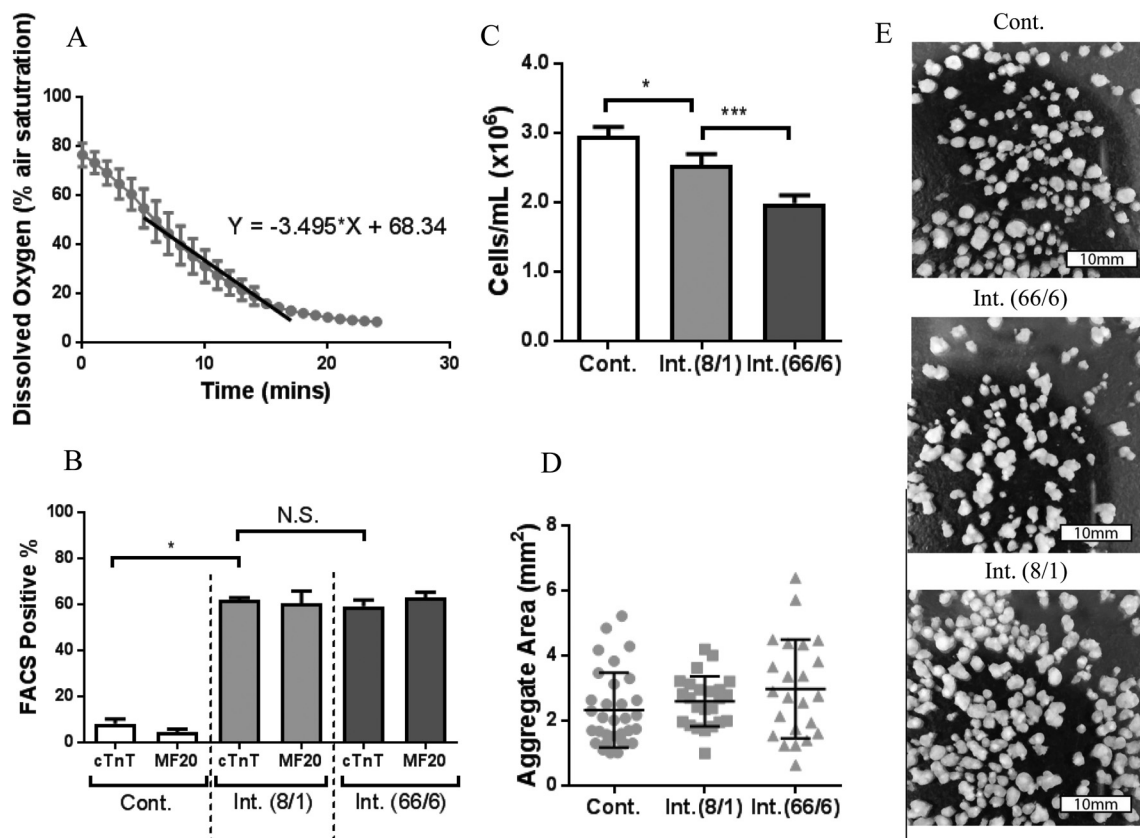 A
Dissolved Oxygen (% air satutration)
100
80
60
40
20
0
Y = -3.495*X + 68.34
0 10 20 30
Time (mins)
C
Cells/mL (x10⁶)
4.0
3.0
2.0
1.0
0.0
*
***
Cont. Int.(8/1) Int.(66/6)
E
Cont.
10mm
Int. (66/6)
10mm
Int. (8/1)
10mm
B
FACS Positive %
100
80
60
40
20
0
*
N.S.
cTnT MF20 cTnT MF20 cTnT MF20
Cont. Int. (8/1) Int. (66/6)
D
Aggregate Area (mm²)
8
6
4
2
0
Cont. Int.(8/1) Int.(66/6)